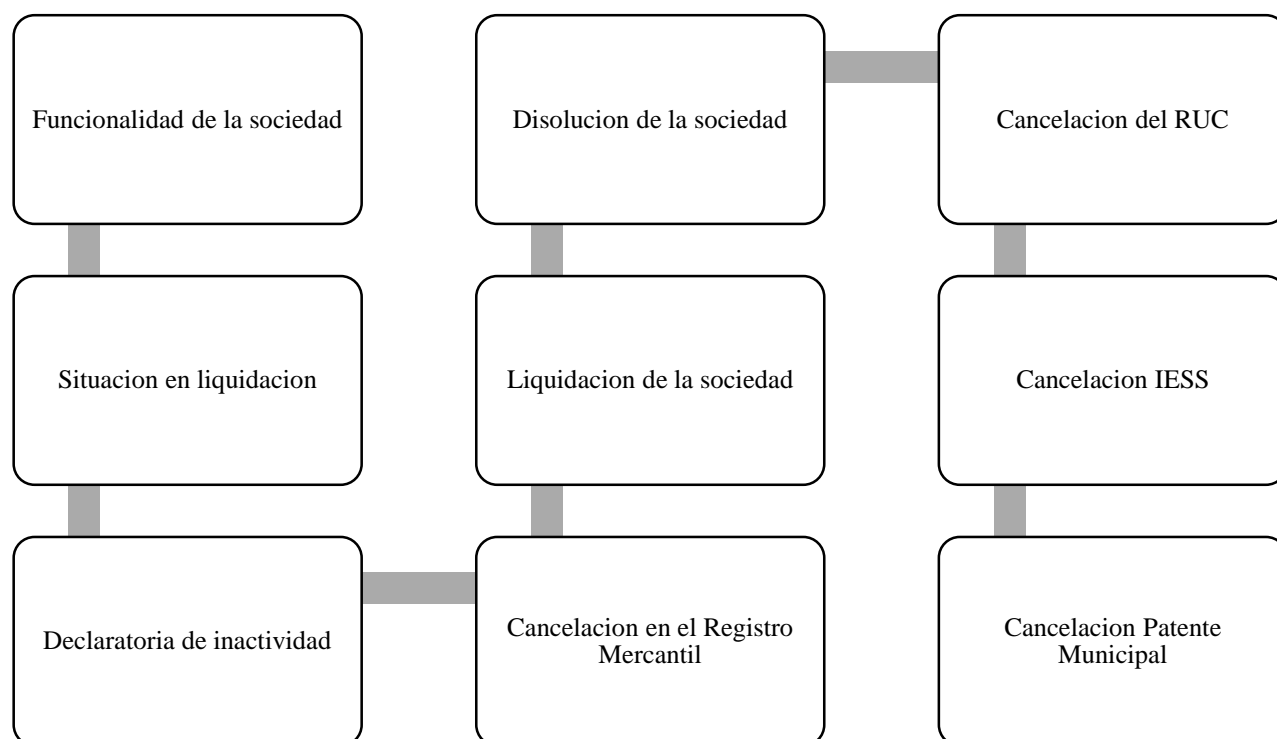 Funcionalidad de la sociedad
Situacion en liquidacion
Declaratoria de inactividad
Cancelacion en el Registro
Mercantil
Liquidacion de la sociedad
Disolucion de la sociedad
Cancelacion del RUC
Cancelacion IESS
Cancelacion Patente
Municipal